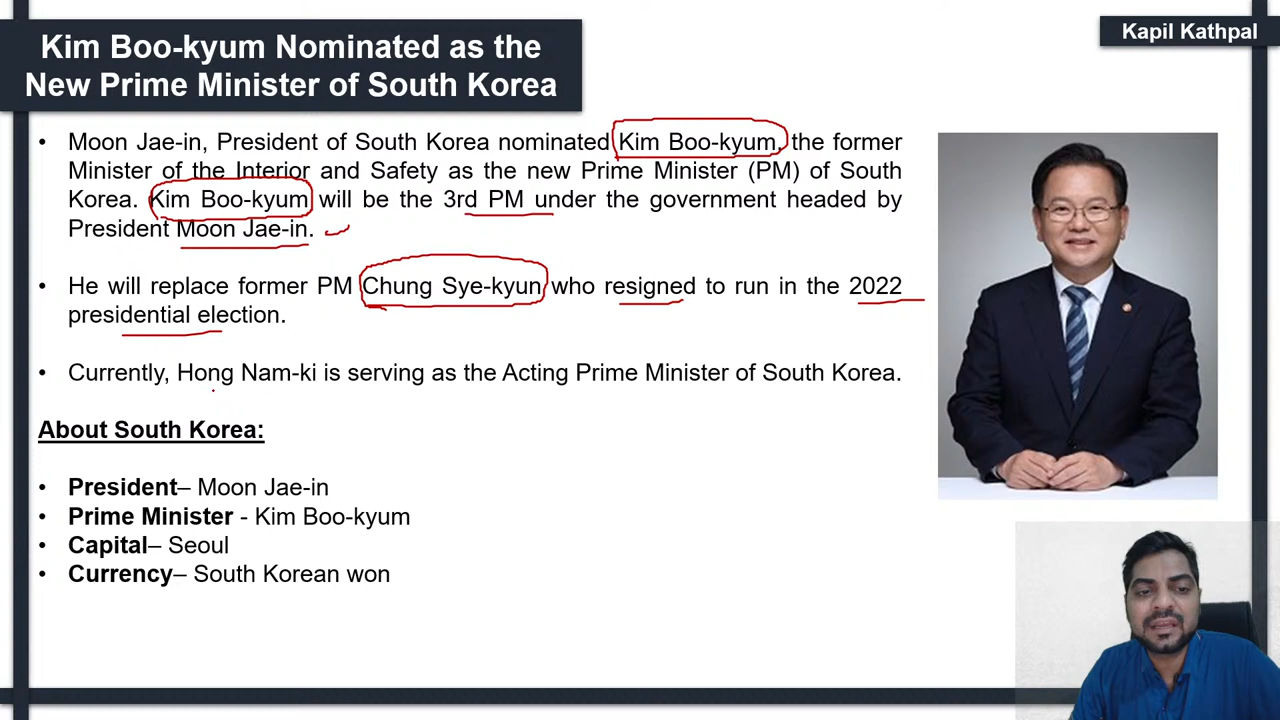 Kim Boo-kyum Nominated as the
New Prime Minister of South Korea
Kapil Kathpal
• Moon Jae-in, President of South Korea nominated Kim Boo-kyum, the former
Minister of the Interior and Safety as the new Prime Minister (PM) of South
Korea. Kim Boo-kyum will be the 3rd PM under the government headed by
President Moon Jae-in.
• He will replace former PM Chung Sye-kyun who resigned to run in the 2022
presidential election.
• Currently, Hong Nam-ki is serving as the Acting Prime Minister of South Korea.
About South Korea:
• President– Moon Jae-in
• Prime Minister - Kim Boo-kyum
• Capital– Seoul
• Currency– South Korean won